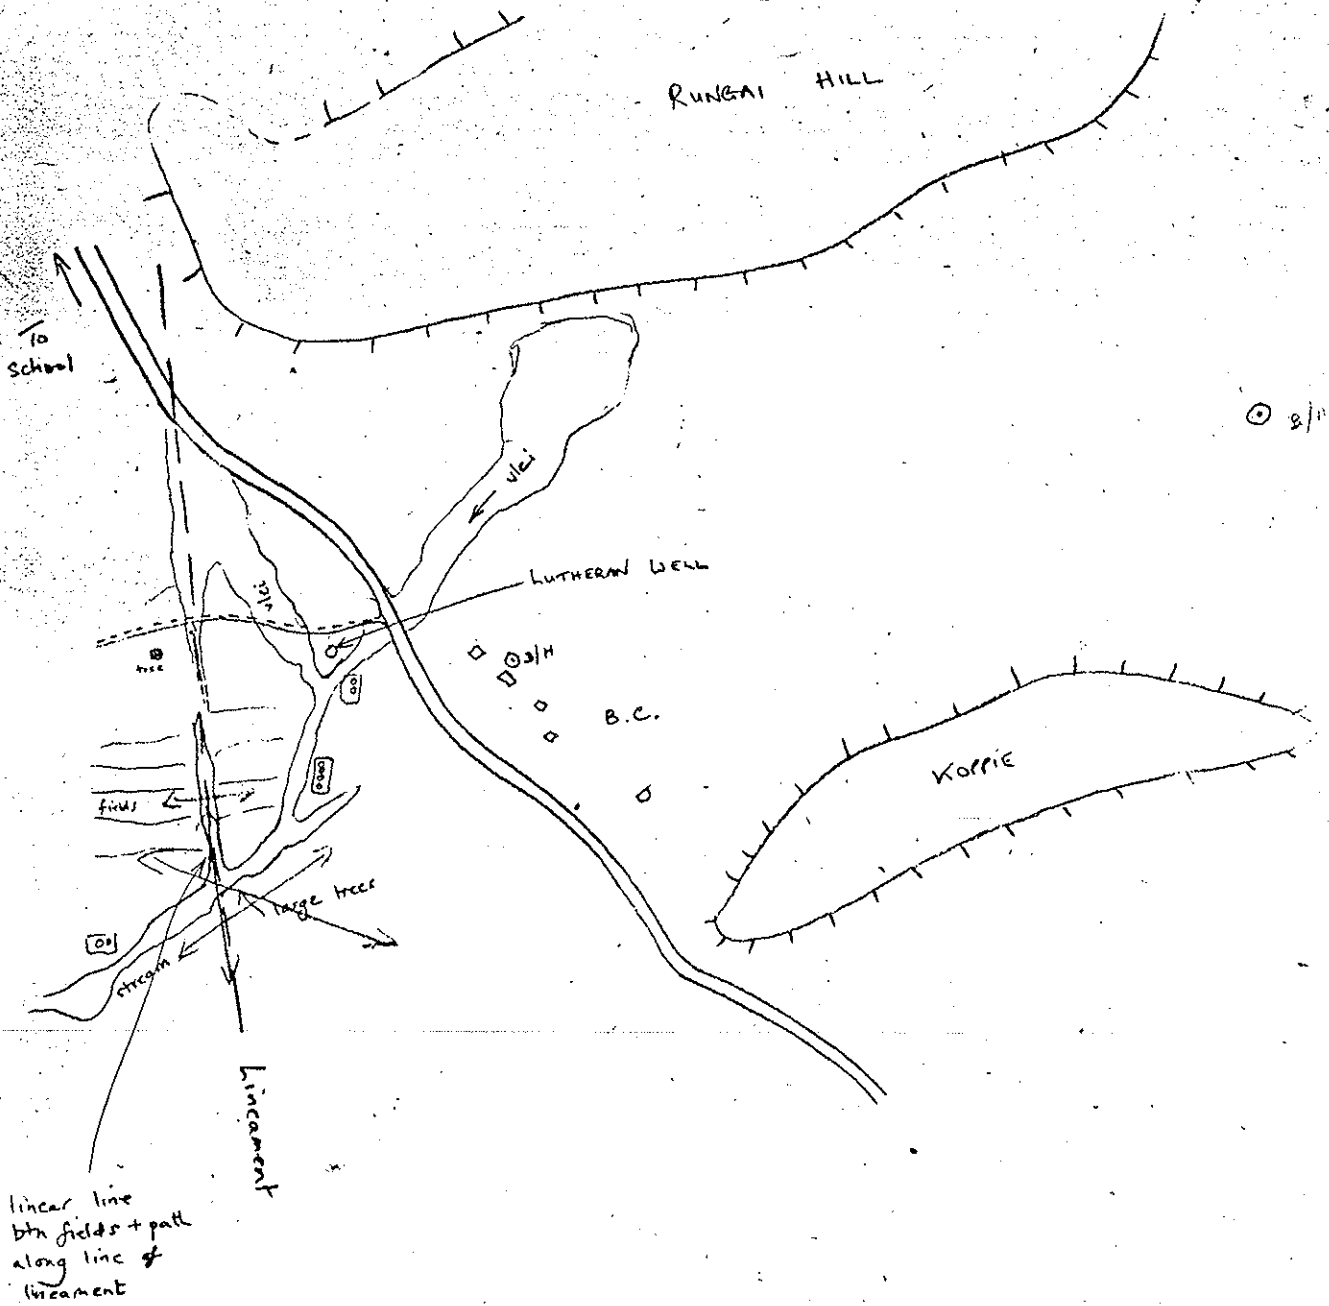 RUNGAI HILL
To
School
B/H
vlei
LUTHERAN WELL
vlei
tree
B/H
B.C.
KOPPIE
fields
large trees
stream
Lineament
linear line
btn fields + path
along line of
lineament